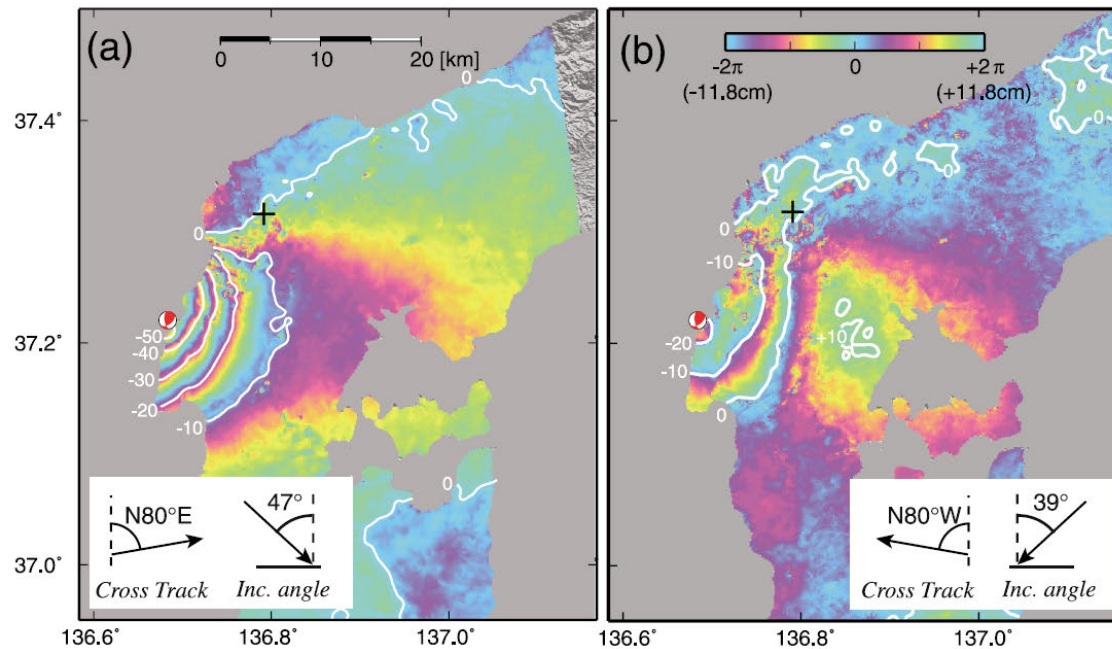 (a)
0 10 20 [km]
0
37.4˚
0
37.2˚
-50
-40
-30
-20
-10
0
37.0˚
N80°E
47°
Cross Track
Inc. angle
136.6˚ 136.8˚ 137.0˚
(b)
-2π 0 +2 π
(-11.8cm) (+11.8cm)
0
0
0
-10
+10
-20
-10
0
N80°W
39°
Cross Track
Inc. angle
136.6˚ 136.8˚ 137.0˚